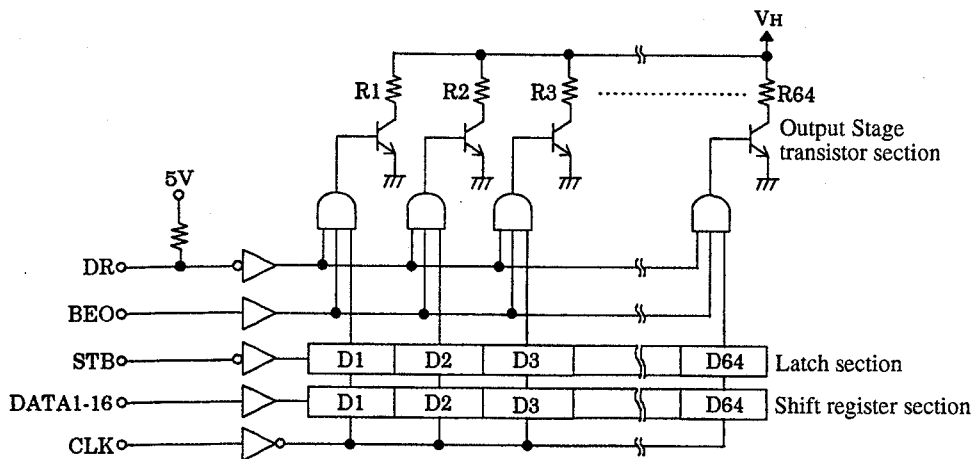 VH
R1
R2
R3
R64
Output Stage
transistor section
5V
DR
BEO
STB
D1
D2
D3
D64
Latch section
DATA1-16
D1
D2
D3
D64
Shift register section
CLK